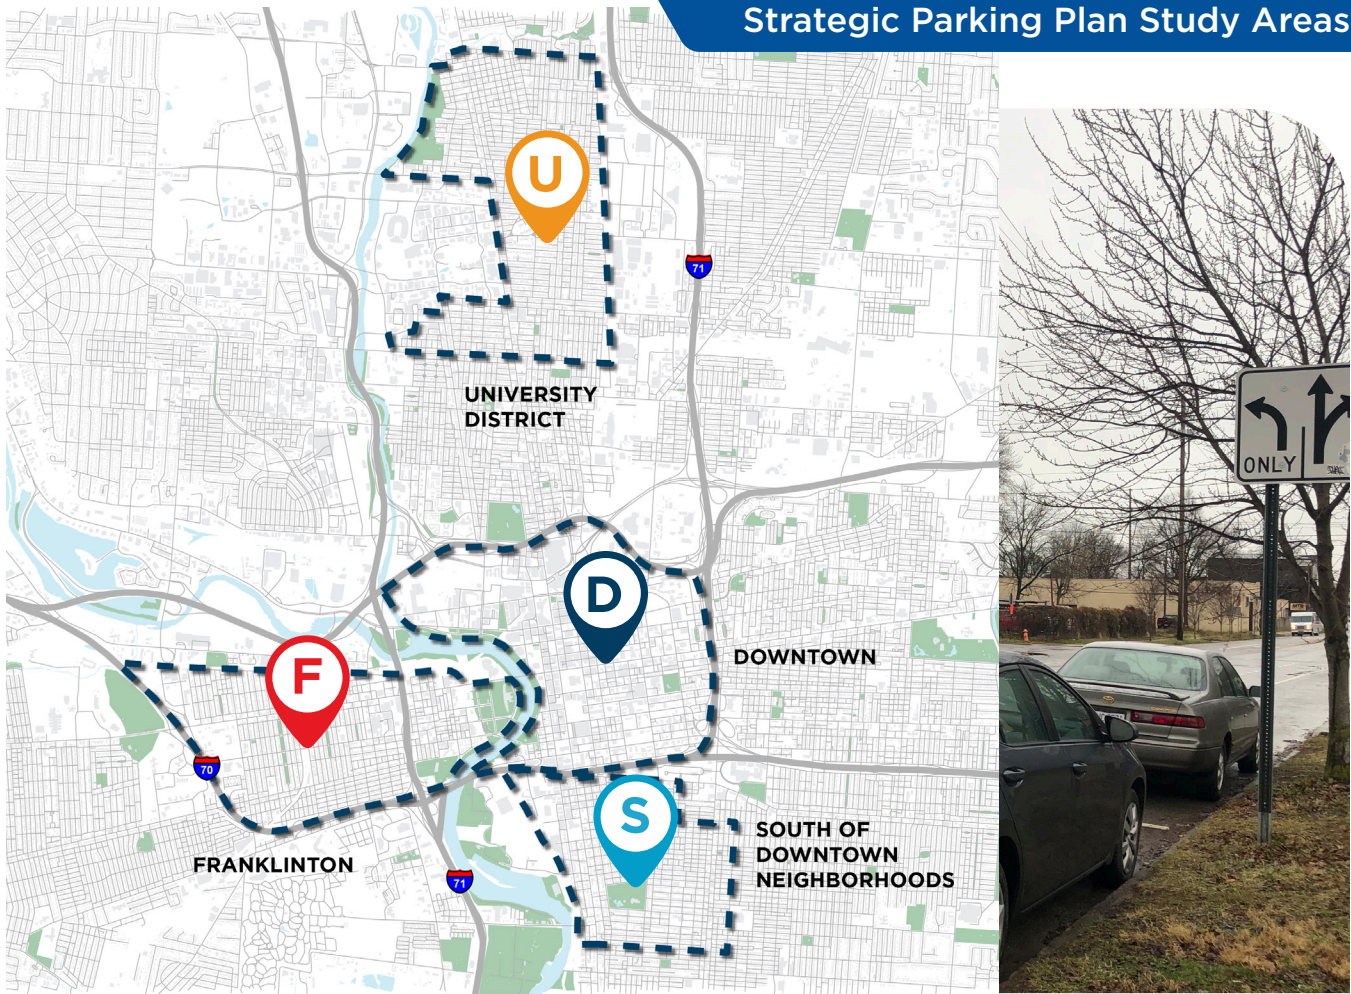 Strategic Parking Plan Study Areas
U
71
UNIVERSITY
DISTRICT
D
DOWNTOWN
F
70
FRANKLINTON
S
SOUTH OF
DOWNTOWN
NEIGHBORHOODS
71
ONLY